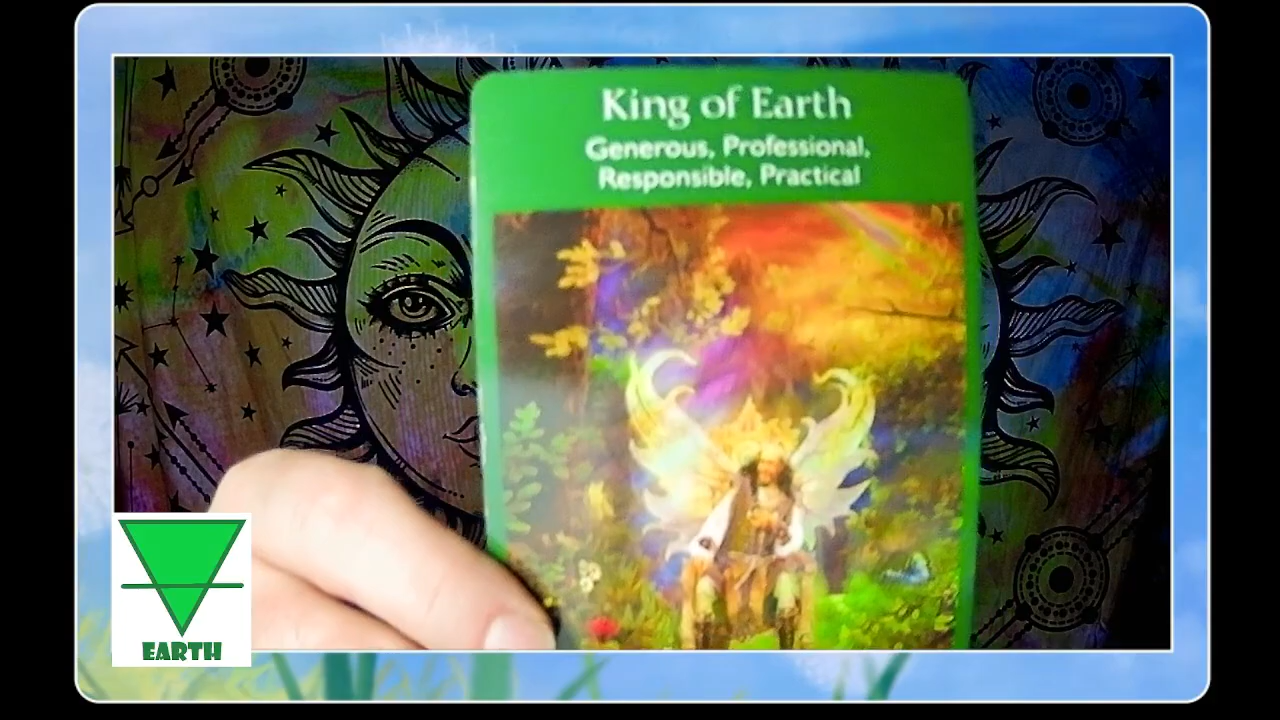 King of Earth
Generous, Professional,
Responsible, Practical
EARTH